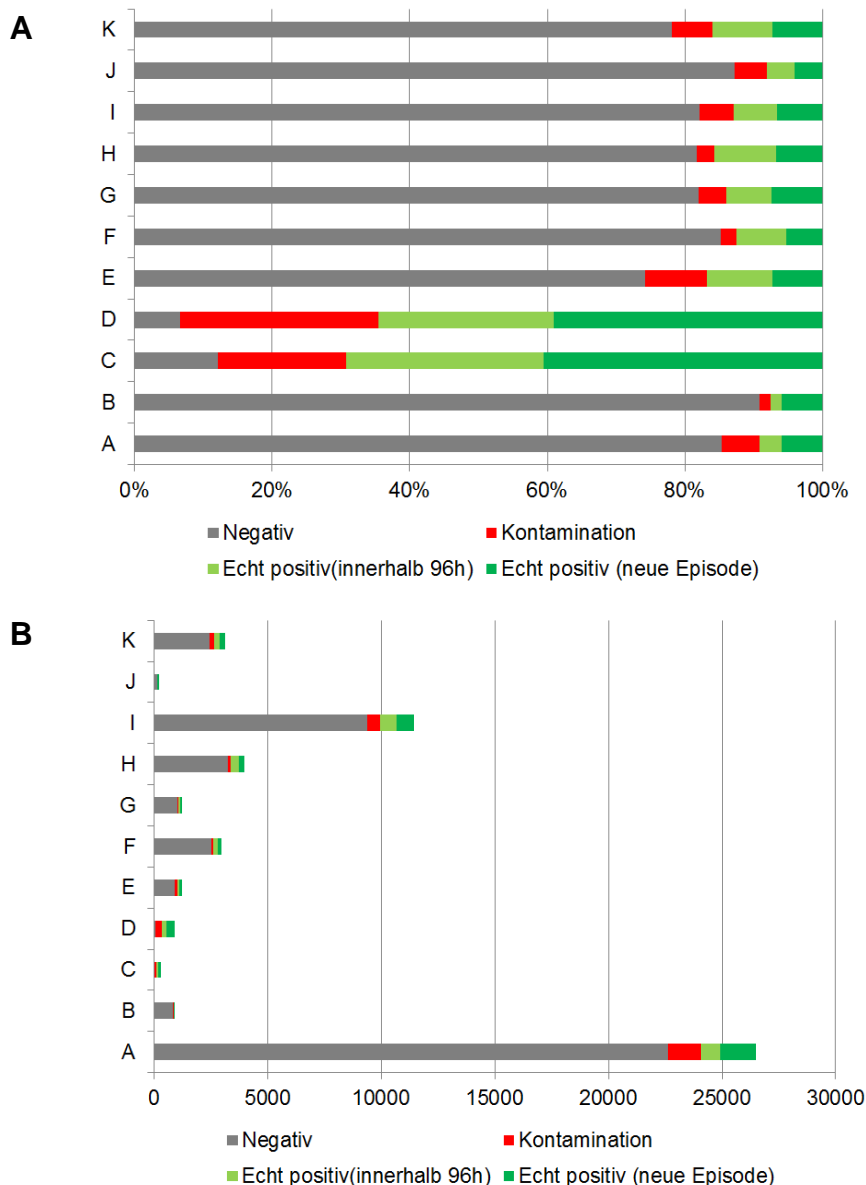 A
K
J
I
H
G
F
E
D
C
B
A
0% 20% 40% 60% 80% 100%
Negativ Kontamination
Echt positiv(innerhalb 96h) Echt positiv (neue Episode)
B
K
J
I
H
G
F
E
D
C
B
A
0 5000 10000 15000 20000 25000 30000
Negativ Kontamination
Echt positiv(innerhalb 96h) Echt positiv (neue Episode)